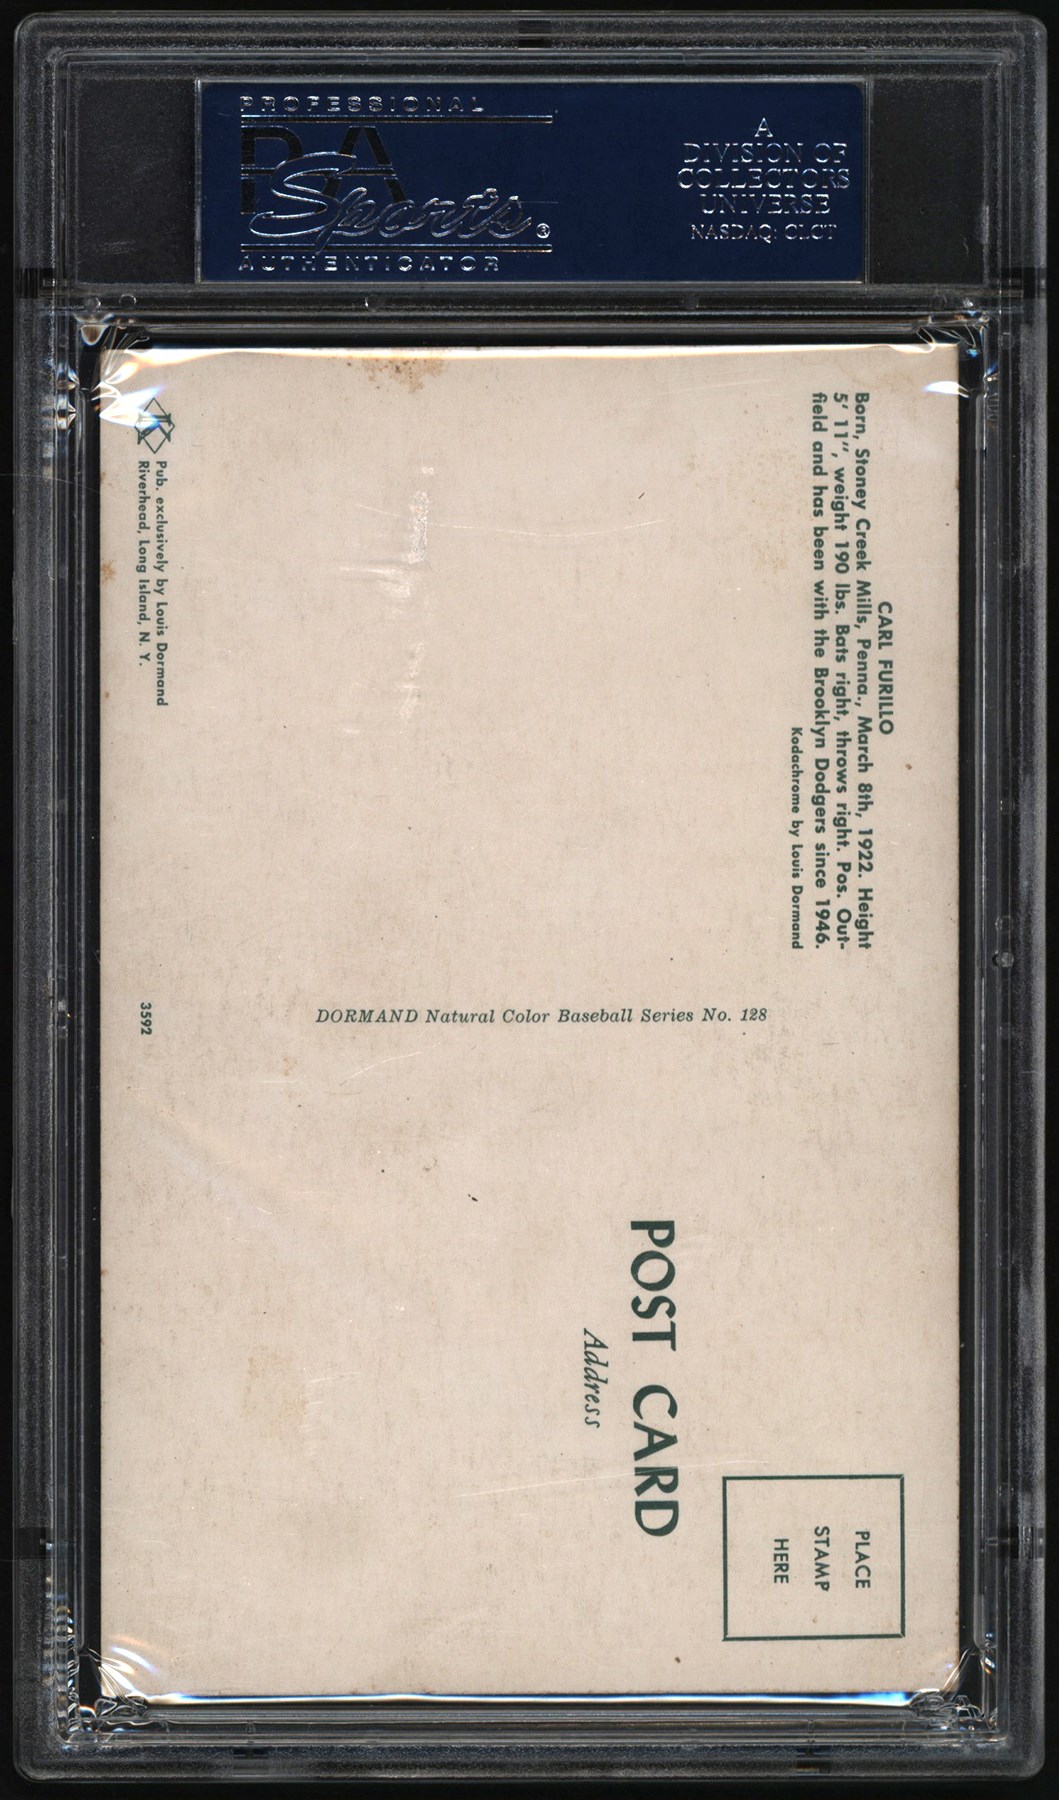 PROFESSIONAL
PSA
Sports®
AUTHENTICATOR
A
DIVISION OF
COLLECTORS
UNIVERSE
NASDAQ: CLCT
CARL FURILLO
Born, Stoney Creek Mills, Penna., March 8th, 1922. Height
5' 11", weight 190 lbs. Bats right, throws right. Pos. Out-
field and has been with the Brooklyn Dodgers since 1946.
Kodachrome by Louis Dormand
Pub. exclusively by Louis Dormand
Riverhead, Long Island, N. Y.
DORMAND Natural Color Baseball Series No. 128
3592
POST CARD
Address
PLACE
STAMP
HERE